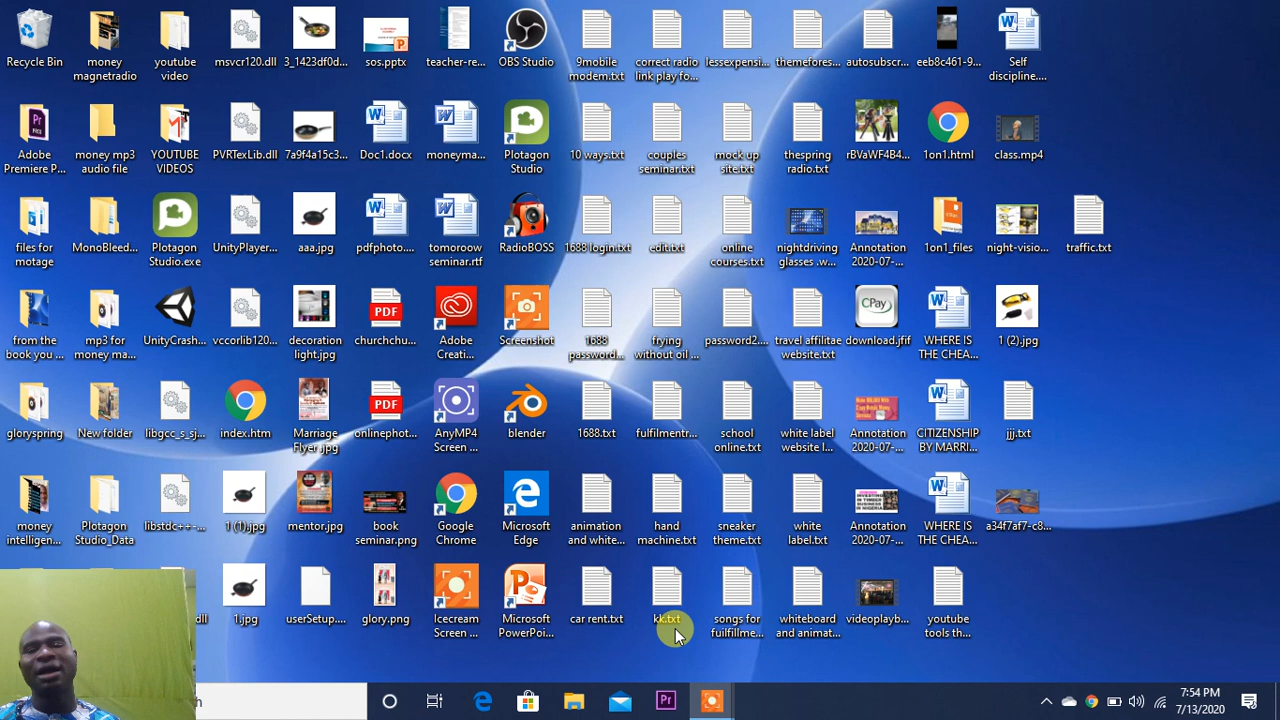 Recycle Bin
money
magnetradio
youtube
video
msvcr120.dll
3_1423df0d...
sos.pptx
teacher-re...
OBS Studio
9mobile
modem.txt
correct radio
link play fo...
lessexpensi...
themefores...
autosubscr...
eeb8c461-9...
Self
discipline....
Adobe
Premiere P...
money mp3
audio file
YOUTUBE
VIDEOS
PVRTexLib.dll
7a9f4a15c3...
Doc1.docx
moneyma...
Plotagon
Studio
10 ways.txt
couples
seminar.txt
mock up
site.txt
thespring
radio.txt
rBVaWF4B4...
1on1.html
class.mp4
files for
motage
MonoBleed...
Plotagon
Studio.exe
UnityPlayer...
aaa.jpg
pdfphoto....
tomoroow
seminar.rtf
RadioBOSS
1688 login.txt
edit.txt
online
courses.txt
nightdriving
glasses .w...
Annotation
2020-07-...
1on1_files
night-visio...
traffic.txt
from the
book you ...
mp3 for
money ma...
UnityCrash...
vccorlib120...
decoration
light.jpg
PDF
churchchu...
Adobe
Creati...
Screenshot
1688
password...
frying
without oil ...
password2....
travel affilitae
website.txt
CPay
download.jfif
WHERE IS
THE CHEA...
1 (2).jpg
gloryspring
New folder
libgcc_s_sj...
index.htm
Marriage
Flyer.jpg
PDF
onlinephot...
AnyMP4
Screen ...
blender
1688.txt
fulfilmentr...
school
online.txt
white label
website l...
Annotation
2020-07-...
CITIZENSHIP
BY MARRI...
jjj.txt
money
intelligen...
Plotagon
Studio_Data
libstdc++-...
1 (1).jpg
mentor.jpg
book
seminar.png
Google
Chrome
Microsoft
Edge
animation
and white...
hand
machine.txt
sneaker
theme.txt
white
label.txt
Annotation
2020-07-...
WHERE IS
THE CHEA...
a34f7af7-c8...
dll
1.jpg
userSetup....
glory.png
Icecream
Screen ...
Microsoft
PowerPoi...
car rent.txt
kk.txt
songs for
fuilfillme...
whiteboard
and animat...
videoplayb...
youtube
tools th...
Pr
7:54 PM
7/13/2020